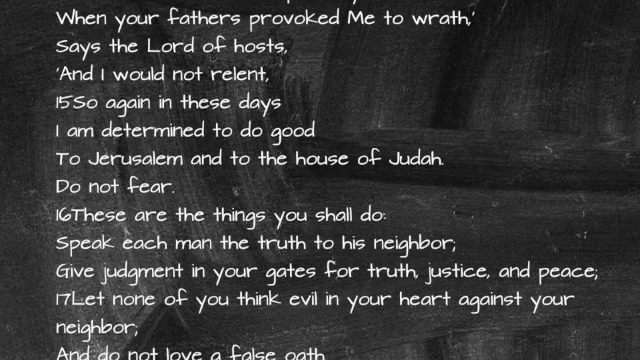 When your fathers provoked Me to wrath,'
Says the Lord of hosts,
'And I would not relent,
15So again in these days
I am determined to do good
To Jerusalem and to the house of Judah.
Do not fear.
16These are the things you shall do:
Speak each man the truth to his neighbor;
Give judgment in your gates for truth, justice, and peace;
17Let none of you think evil in your heart against your
neighbor;
And do not love a false oath